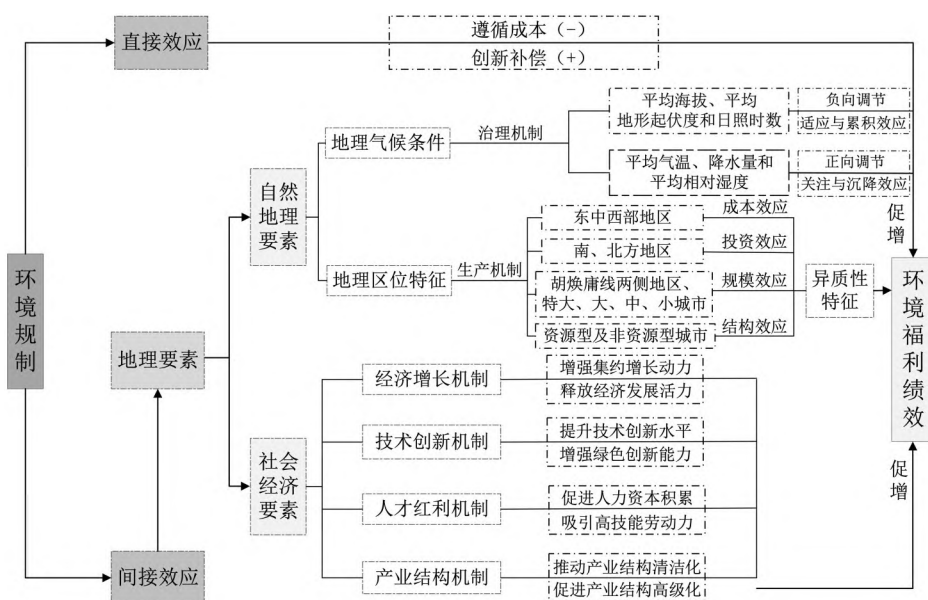 直接效应
遵循成本（-）
创新补偿（+）
平均海拔、平均
地形起伏度和日照时数
负向调节
适应与累积效应
地理气候条件
治理机制
平均气温、降水量和
平均相对湿度
正向调节
关注与沉降效应
自然
地理
要素
东中西部地区
成本效应
促增
南、北方地区
投资效应
地理区位特征
生产机制
胡焕庸线两侧地区、
特大、大、中、小城市
规模效应
异质性
特征
资源型及非资源型城市
结构效应
环境规制
地理要素
环境福利绩效
经济增长机制
增强集约增长动力
释放经济发展活力
技术创新机制
提升技术创新水平
增强绿色创新能力
社会
经济
要素
促增
人才红利机制
促进人力资本积累
吸引高技能劳动力
间接效应
产业结构机制
推动产业结构清洁化
促进产业结构高级化